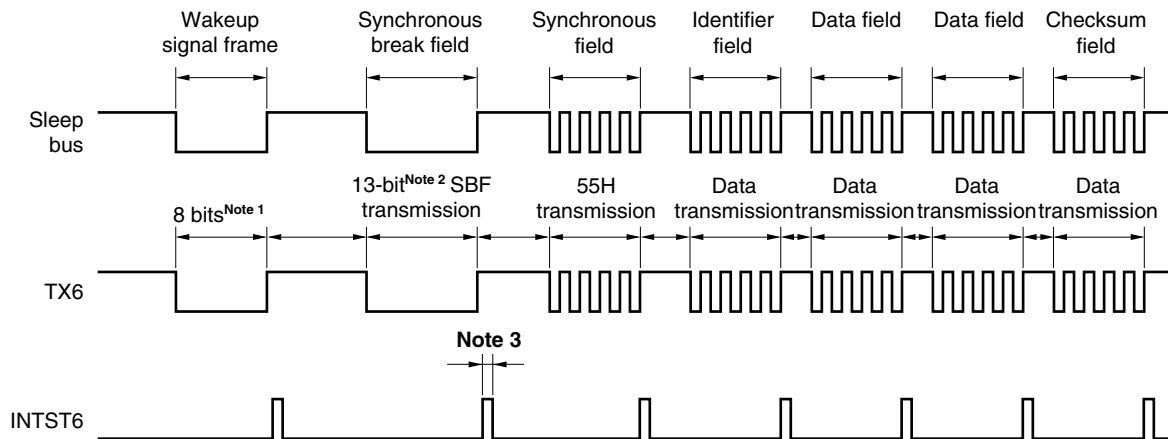 Wakeup Synchronous Synchronous Identifier Data field Data field Checksum
signal frame break field field field field
Sleep
bus
13-bitNote 2 SBF 55H Data Data Data Data
8 bitsNote 1 transmission transmission transmission transmission transmission transmission
TX6
Note 3
INTST6